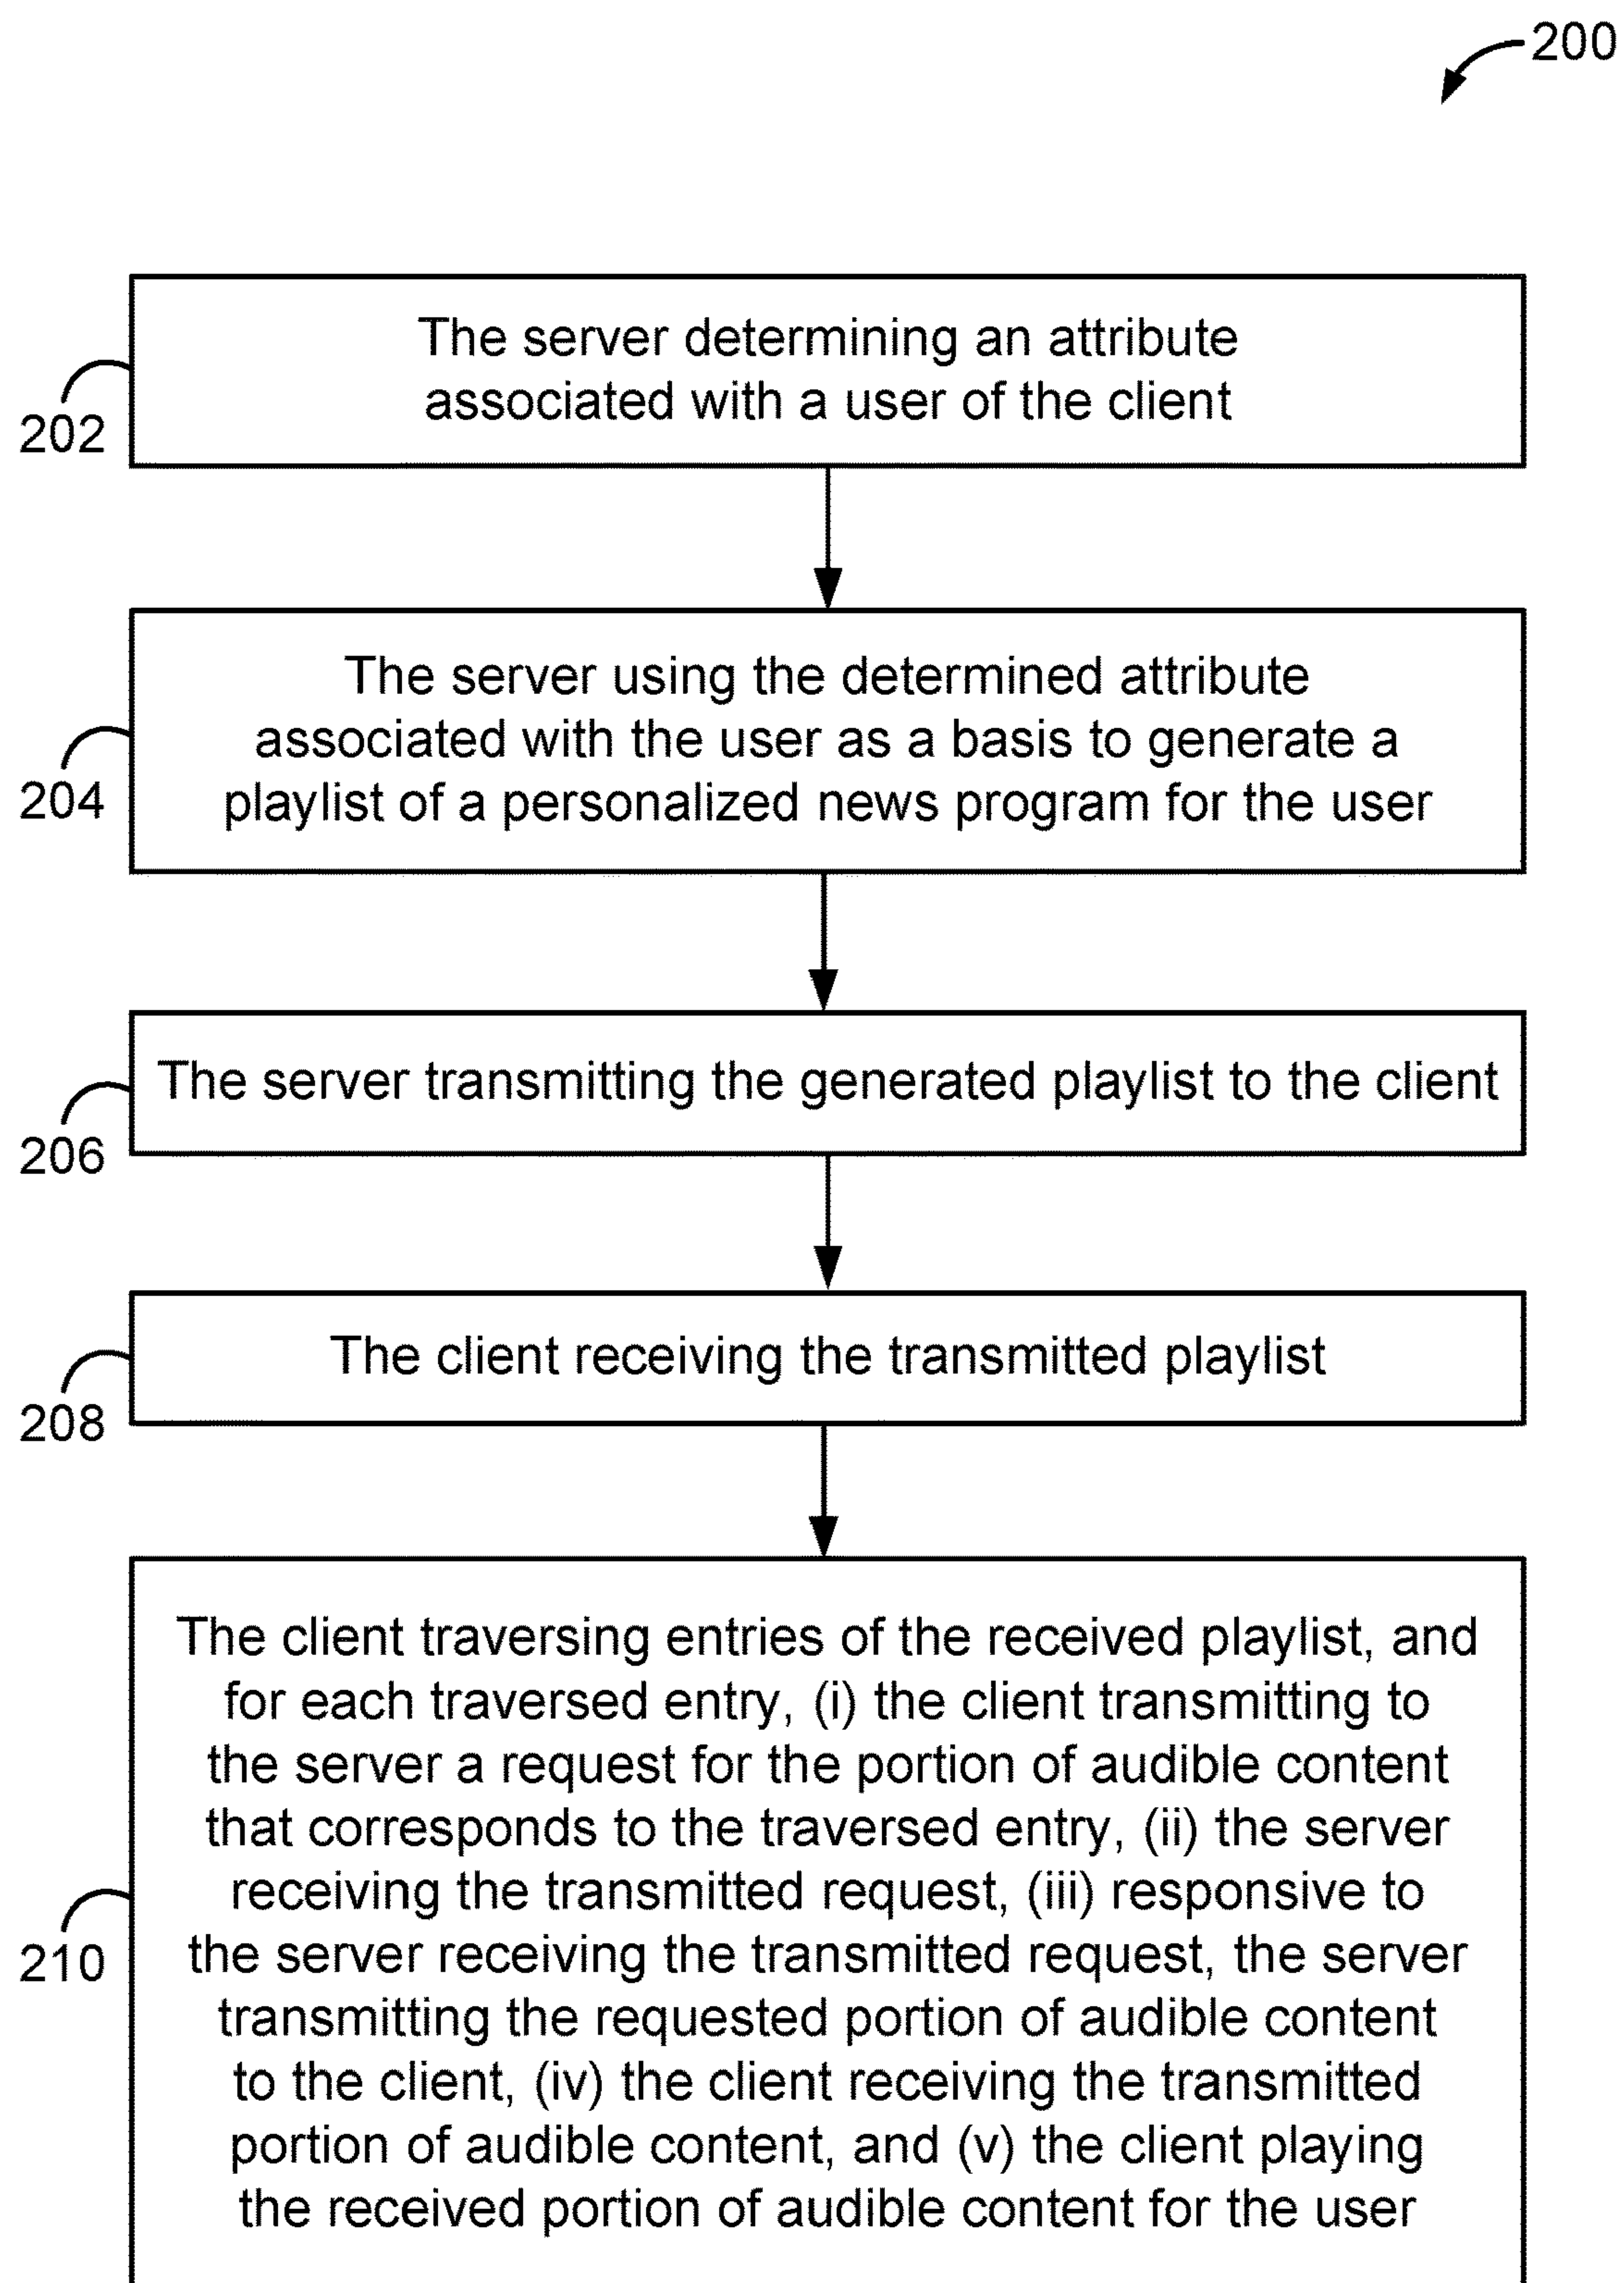 200
The server determining an attribute
associated with a user of the client
202
The server using the determined attribute
associated with the user as a basis to generate a
playlist of a personalized news program for the user
204
The server transmitting the generated playlist to the client
206
The client receiving the transmitted playlist
208
The client traversing entries of the received playlist, and
for each traversed entry, (i) the client transmitting to
the server a request for the portion of audible content
that corresponds to the traversed entry, (ii) the server
receiving the transmitted request, (iii) responsive to
the server receiving the transmitted request, the server
transmitting the requested portion of audible content
to the client, (iv) the client receiving the transmitted
portion of audible content, and (v) the client playing
the received portion of audible content for the user
210